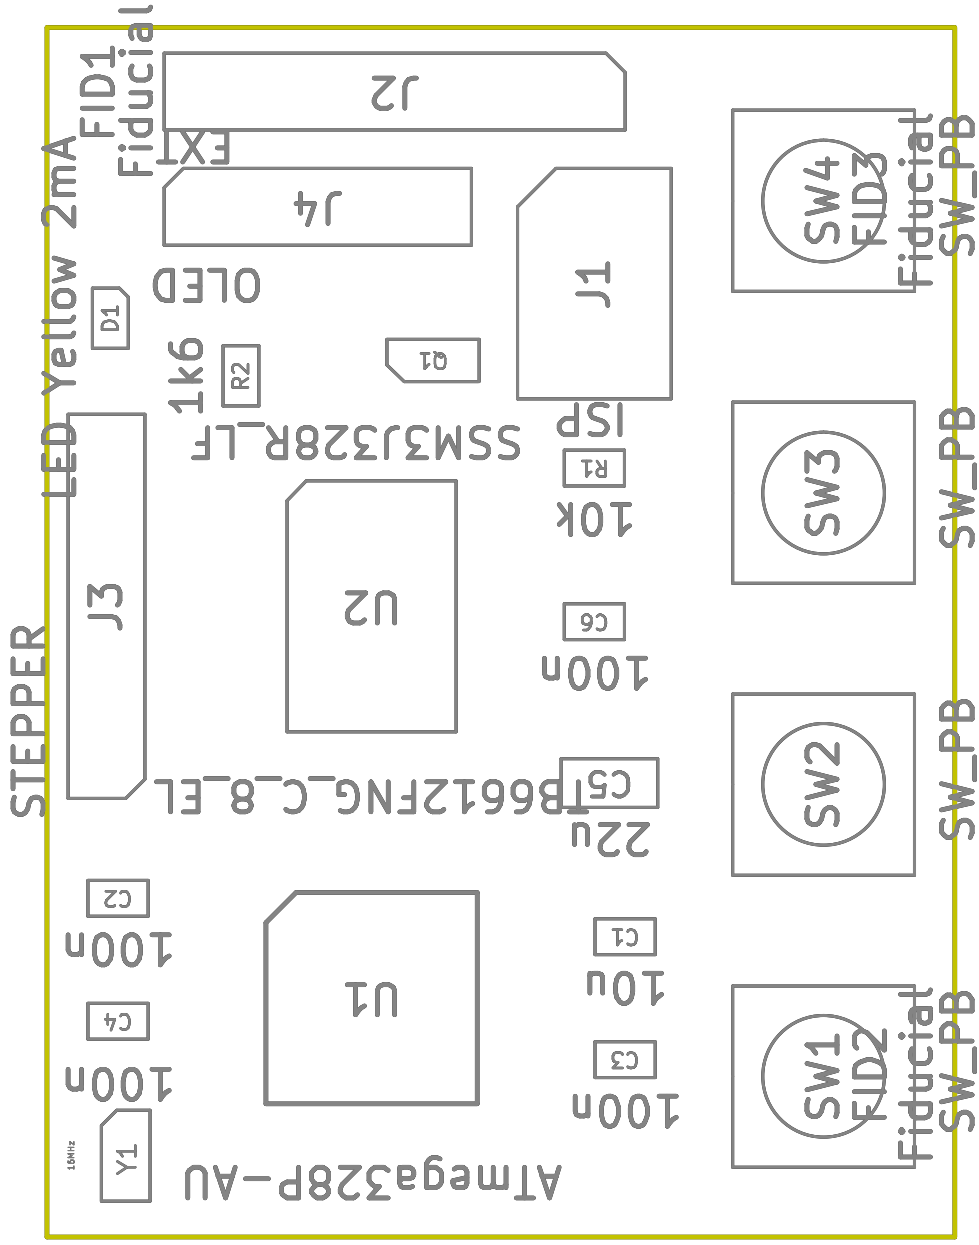 FID1
Fiducial
J2
EXT
J4
OLED
J1
ISP
SW4
FID3
Fiducial
SW_PB
LED Yellow 2mA
D1
1k6
R2
Q1
SSM3J328R_LF
R1
10k
SW3
SW_PB
J3
STEPPER
U2
TB6612FNG_C_8_EL
C6
100n
C5
22u
SW2
SW_PB
C2
100n
C4
100n
U1
ATmega328P-AU
C1
10u
C3
100n
SW1
FID2
Fiducial
SW_PB
16MHz
Y1